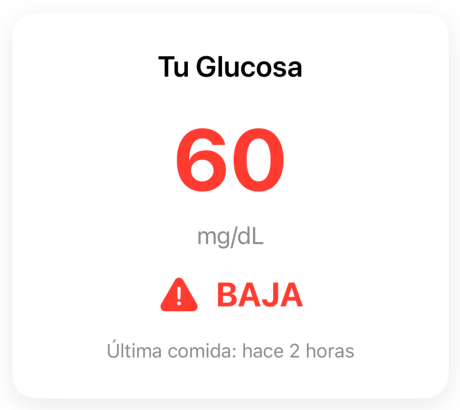 Tu Glucosa
60
mg/dL
BAJA
Última comida: hace 2 horas